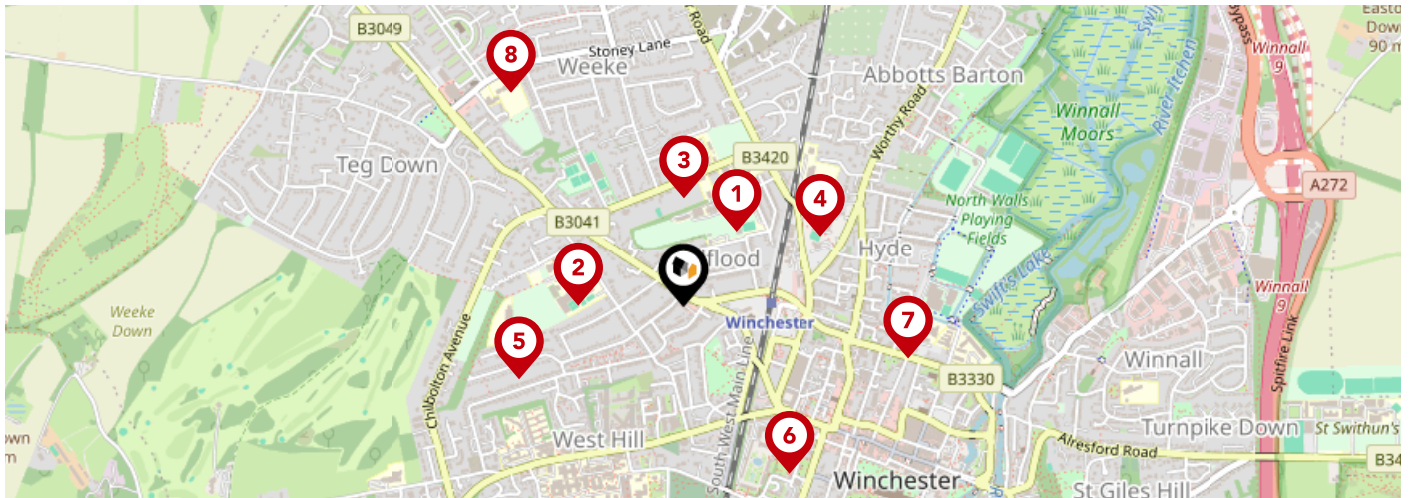 B3049
Stoney Lane
Weeke
8
Road
Abbotts Barton
Worthy Road
Winnall
Moors
River Itchen
Swif
Bypass
Winnall
9
Easto
Down
90 m
Teg Down
3
B3420
1
4
A272
B3041
North Walls
Playing
Fields
2
flood
Hyde
Swift's Lake
Winnall
9
Weeke
Down
Winchester
7
5
Chilbolton Avenue
South West Main Line
B3330
Winnall
Spitfire Link
West Hill
6
Turnpike Down
St Swithun's
own
m
Alresford Road
B34
Winchester
St Giles Hill